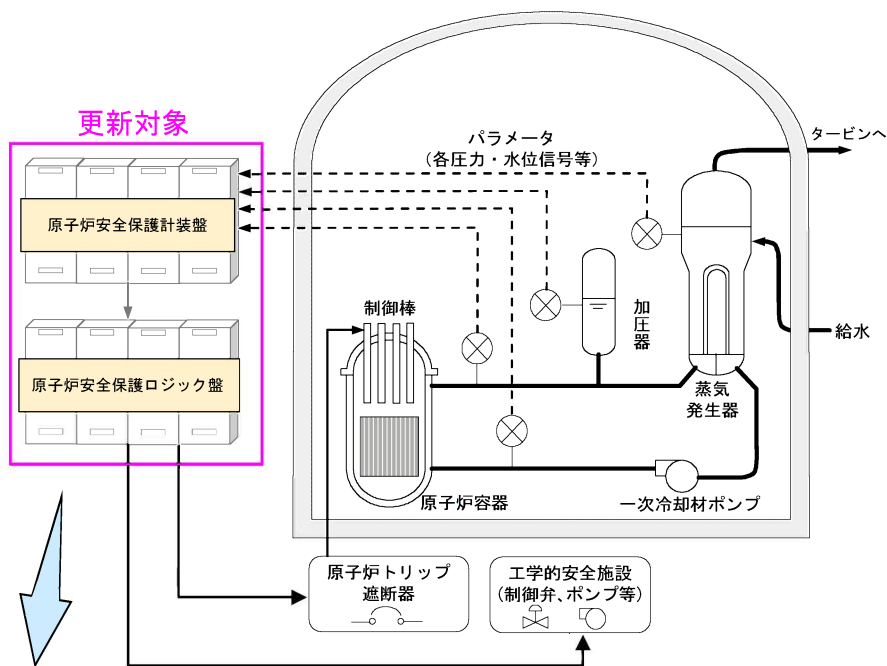 更新対象
原子炉安全保護計装盤
原子炉安全保護ロジック盤
パラメータ
（各圧力・水位信号等）
タービンへ
給水
制御棒
加圧器
蒸気
発生器
原子炉容器
一次冷却材ポンプ
原子炉トリップ
遮断器
工学的安全施設
（制御弁、ポンプ等）